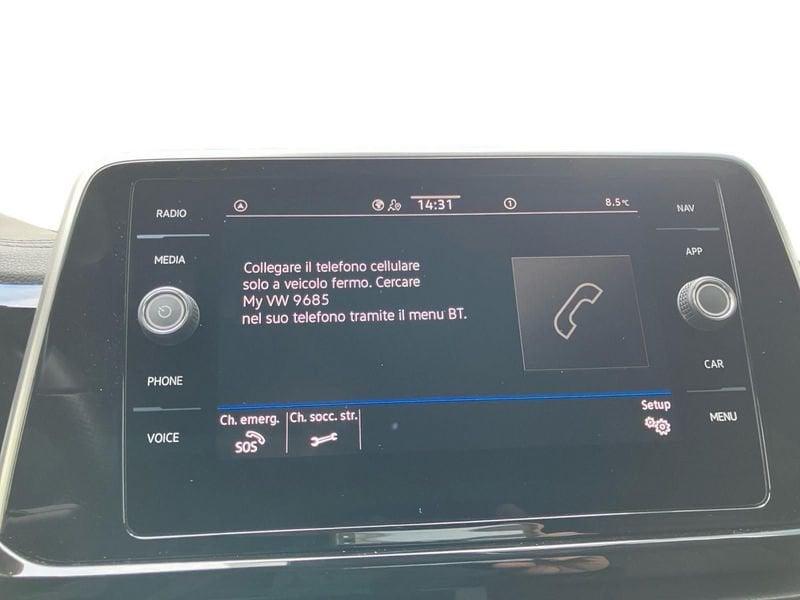 RADIO
MEDIA
PHONE
VOICE
14:31
1
8.5°C
Collegare il telefono cellulare
solo a veicolo fermo. Cercare
My VW 9685
nel suo telefono tramite il menu BT.
Ch. emerg.
SOS
Ch. socc. str.
Setup
NAV
APP
CAR
MENU